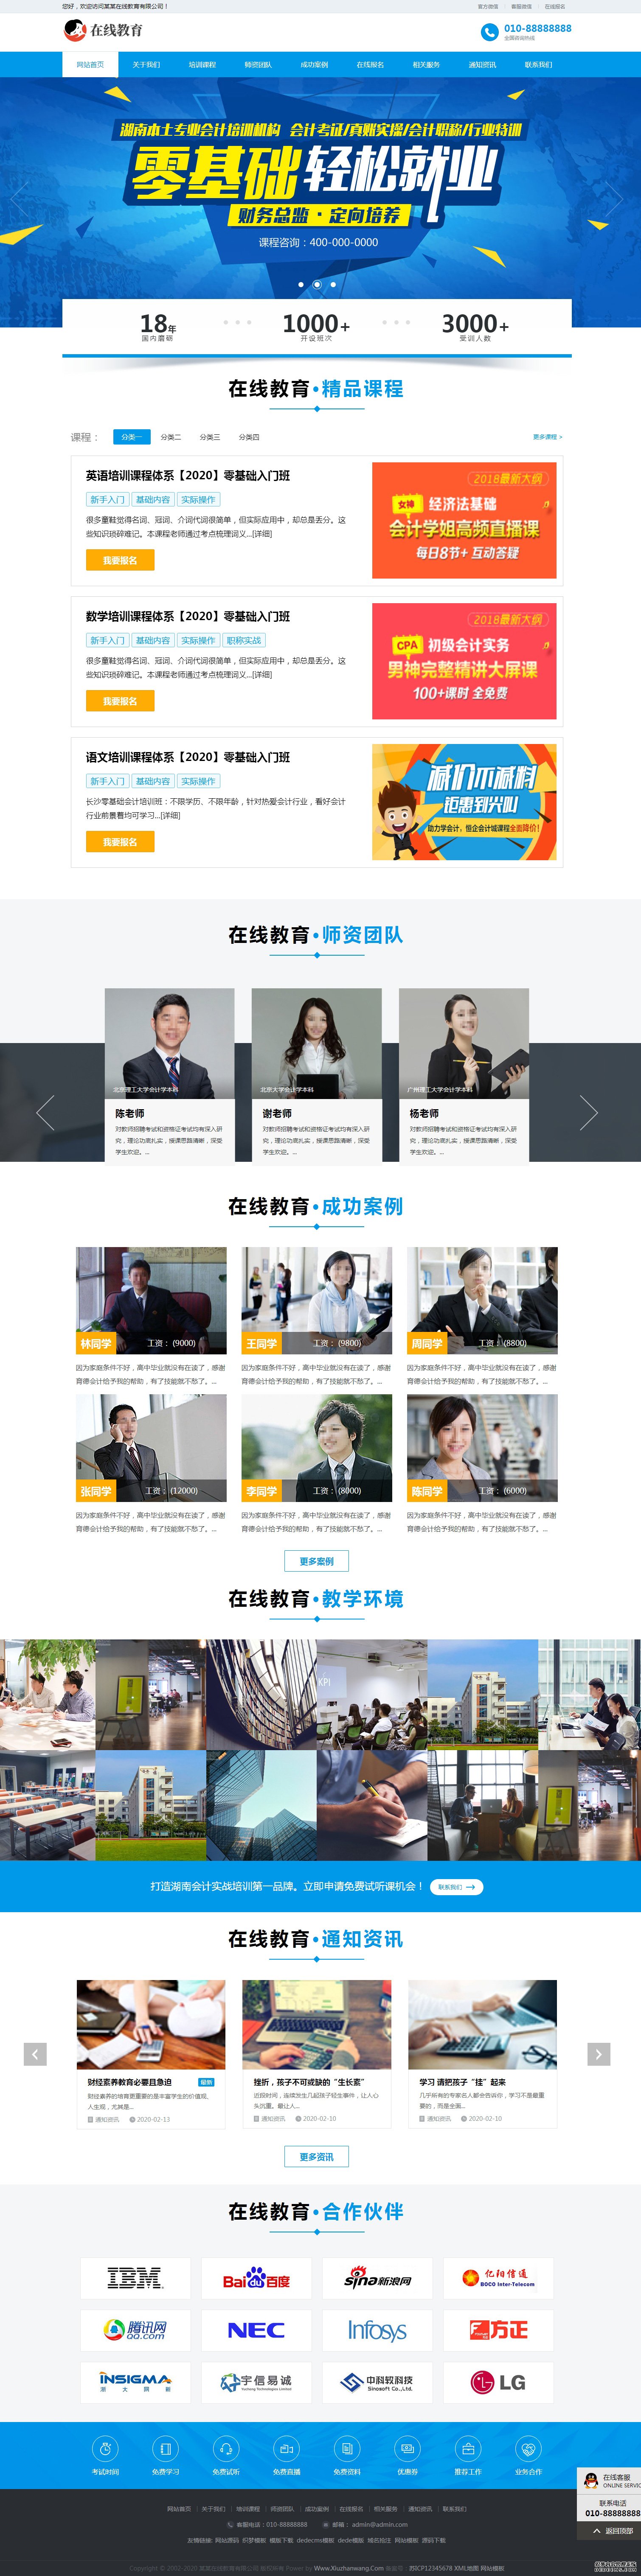 您好，欢迎访问某某在线教育有限公司！
官方微信
客服微信
在线报名
在线教育
010-88888888
全国咨询热线
网站首页
关于我们
培训课程
师资团队
成功案例
在线报名
相关服务
通知资讯
联系我们
湖南本土专业会计培训机构 会计考证/真账实操/会计职称/行业特训
零基础轻松就业
财务总监·定向培养
课程咨询：400-000-0000
18年
国内磨砺
1000+
开设班次
3000+
受训人数
在线教育·精品课程
课程：
分类一
分类二
分类三
分类四
更多课程 >
英语培训课程体系【2020】零基础入门班
新手入门
基础内容
实际操作
很多童鞋觉得名词、冠词、介词代词很简单，但实际应用中，却总是丢分。这
些知识琐碎难记。本课程老师通过考点梳理词义...[详细]
我要报名
2018最新大纲
女神
经济法基础
会计学姐高频直播课
每日8节+ 互动答疑
数学培训课程体系【2020】零基础入门班
新手入门
基础内容
实际操作
职称实战
很多童鞋觉得名词、冠词、介词代词很简单，但实际应用中，却总是丢分。这
些知识琐碎难记。本课程老师通过考点梳理词义...[详细]
我要报名
2018最新大纲
CPA
初级会计实务
男神完整精讲大屏课
100+课时 全免费
语文培训课程体系【2020】零基础入门班
新手入门
基础内容
实际操作
长沙零基础会计培训班：不限学历、不限年龄，针对热爱会计行业，看好会计
行业前景看均可学习...[详细]
我要报名
减价不减料
钜惠到尖叫
助力学会计，恒企会计城课程全面降价！
在线教育·师资团队
北京理工大学会计学本科
陈老师
对教师招聘考试和资格证考试均有深入研
究，理论功底扎实，授课思路清晰，深受
学生欢迎。...
北京大学会计学本科
谢老师
对教师招聘考试和资格证考试均有深入研
究，理论功底扎实，授课思路清晰，深受
学生欢迎。...
广州理工大学会计学本科
杨老师
对教师招聘考试和资格证考试均有深入研
究，理论功底扎实，授课思路清晰，深受
学生欢迎。...
在线教育·成功案例
林同学
工资：(9000)
因为家庭条件不好，高中毕业就没有在读了，感谢
育德会计给予我的帮助，有了技能就不愁了。...
王同学
工资：(9800)
因为家庭条件不好，高中毕业就没有在读了，感谢
育德会计给予我的帮助，有了技能就不愁了。...
周同学
工资：(8800)
因为家庭条件不好，高中毕业就没有在读了，感谢
育德会计给予我的帮助，有了技能就不愁了。...
张同学
工资：(12000)
因为家庭条件不好，高中毕业就没有在读了，感谢
育德会计给予我的帮助，有了技能就不愁了。...
李同学
工资：(8000)
因为家庭条件不好，高中毕业就没有在读了，感谢
育德会计给予我的帮助，有了技能就不愁了。...
陈同学
工资：(6000)
因为家庭条件不好，高中毕业就没有在读了，感谢
育德会计给予我的帮助，有了技能就不愁了。...
更多案例
在线教育·教学环境
KPI
打造湖南会计实战培训第一品牌。立即申请免费试听课机会！
联系我们
在线教育·通知资讯
财经素养教育必要且急迫
最新
财经素养的培育更重要的是丰富学生的价值观、
人生观，尤其是...
通知资讯
2020-02-13
挫折，孩子不可或缺的“生长素”
近段时间，连续发生几起孩子轻生事件，让人心
头沉重。最让人...
通知资讯
2020-02-10
学习 请把孩子“挂”起来
几乎所有的专家名人都会告诉你，学习不是最重
要的，而是全面...
通知资讯
2020-02-10
更多资讯
在线教育·合作伙伴
IBM
Bai百度
sina新浪网
亿阳信通
BOCO Inter-Telecom
腾讯网
QQ.com
NEC
Infosys
方正
INSIGMA
浙大网新
宇信易诚
Yuchong Technologies Limited
中科软科技
Sinosoft Co.,Ltd.
LG
考试时间
免费学习
免费试听
免费直播
免费资料
优惠券
推荐工作
业务合作
网站首页
关于我们
培训课程
师资团队
成功案例
在线报名
相关服务
通知资讯
联系我们
客服电话：010-88888888
邮箱： admin@admin.com
友情链接: 网站源码 织梦模板 模版下载 dedecms模板 dede模版 域名抢注 网站模板 源码下载
Copyright © 2002-2020 某某在线教育有限公司 版权所有 Power by Www.Xiuzhanwang.Com 备案号：苏ICP12345678 XML地图 网站模板
在线客服
ONLINE SERVIC
联系电话
010-88888888
返回顶部